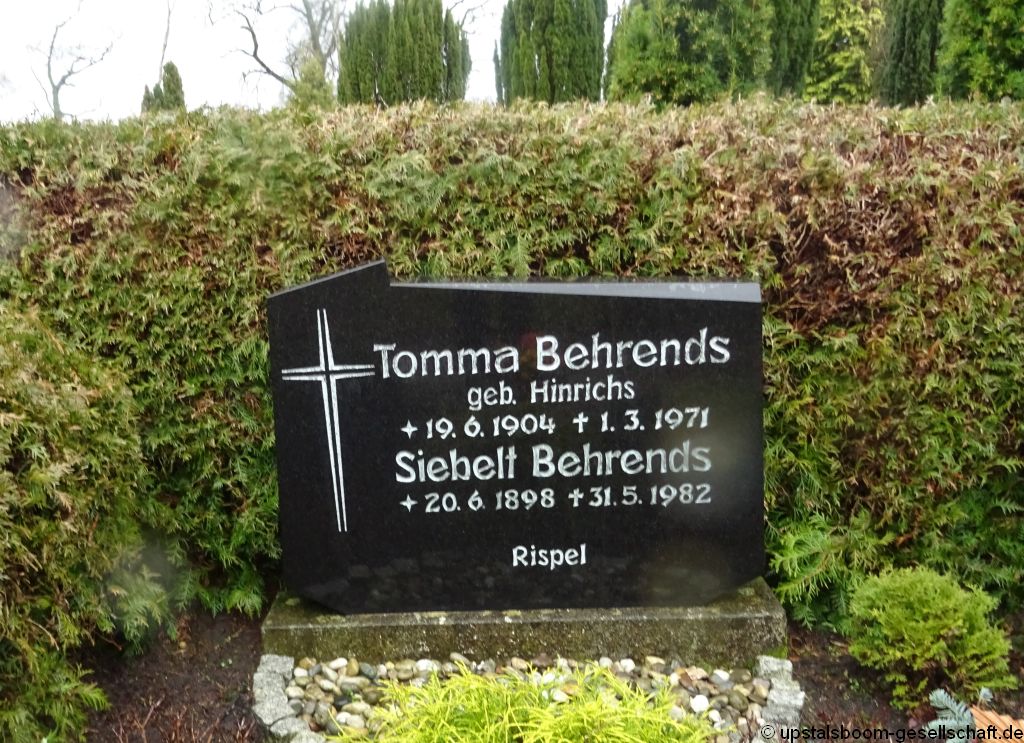 Tomma Behrends
geb. Hinrichs
✦ 19. 6. 1904 ✝ 1. 3. 1971
Siebelt Behrends
✦ 20. 6. 1898 ✝ 31. 5. 1982
Rispel
© upstalsboom-gesellschaft.de